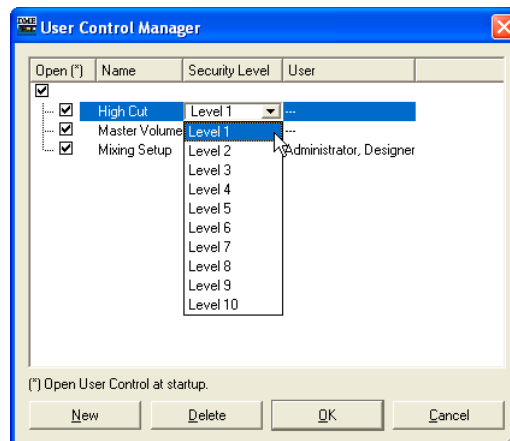 DME User Control Manager
Open (*) Name Security Level User
High Cut Level 1 ---
Master Volume Level 1 ---
Mixing Setup Level 2 Administrator, Designer
Level 3
Level 4
Level 5
Level 6
Level 7
Level 8
Level 9
Level 10
(*) Open User Control at startup.
New Delete OK Cancel